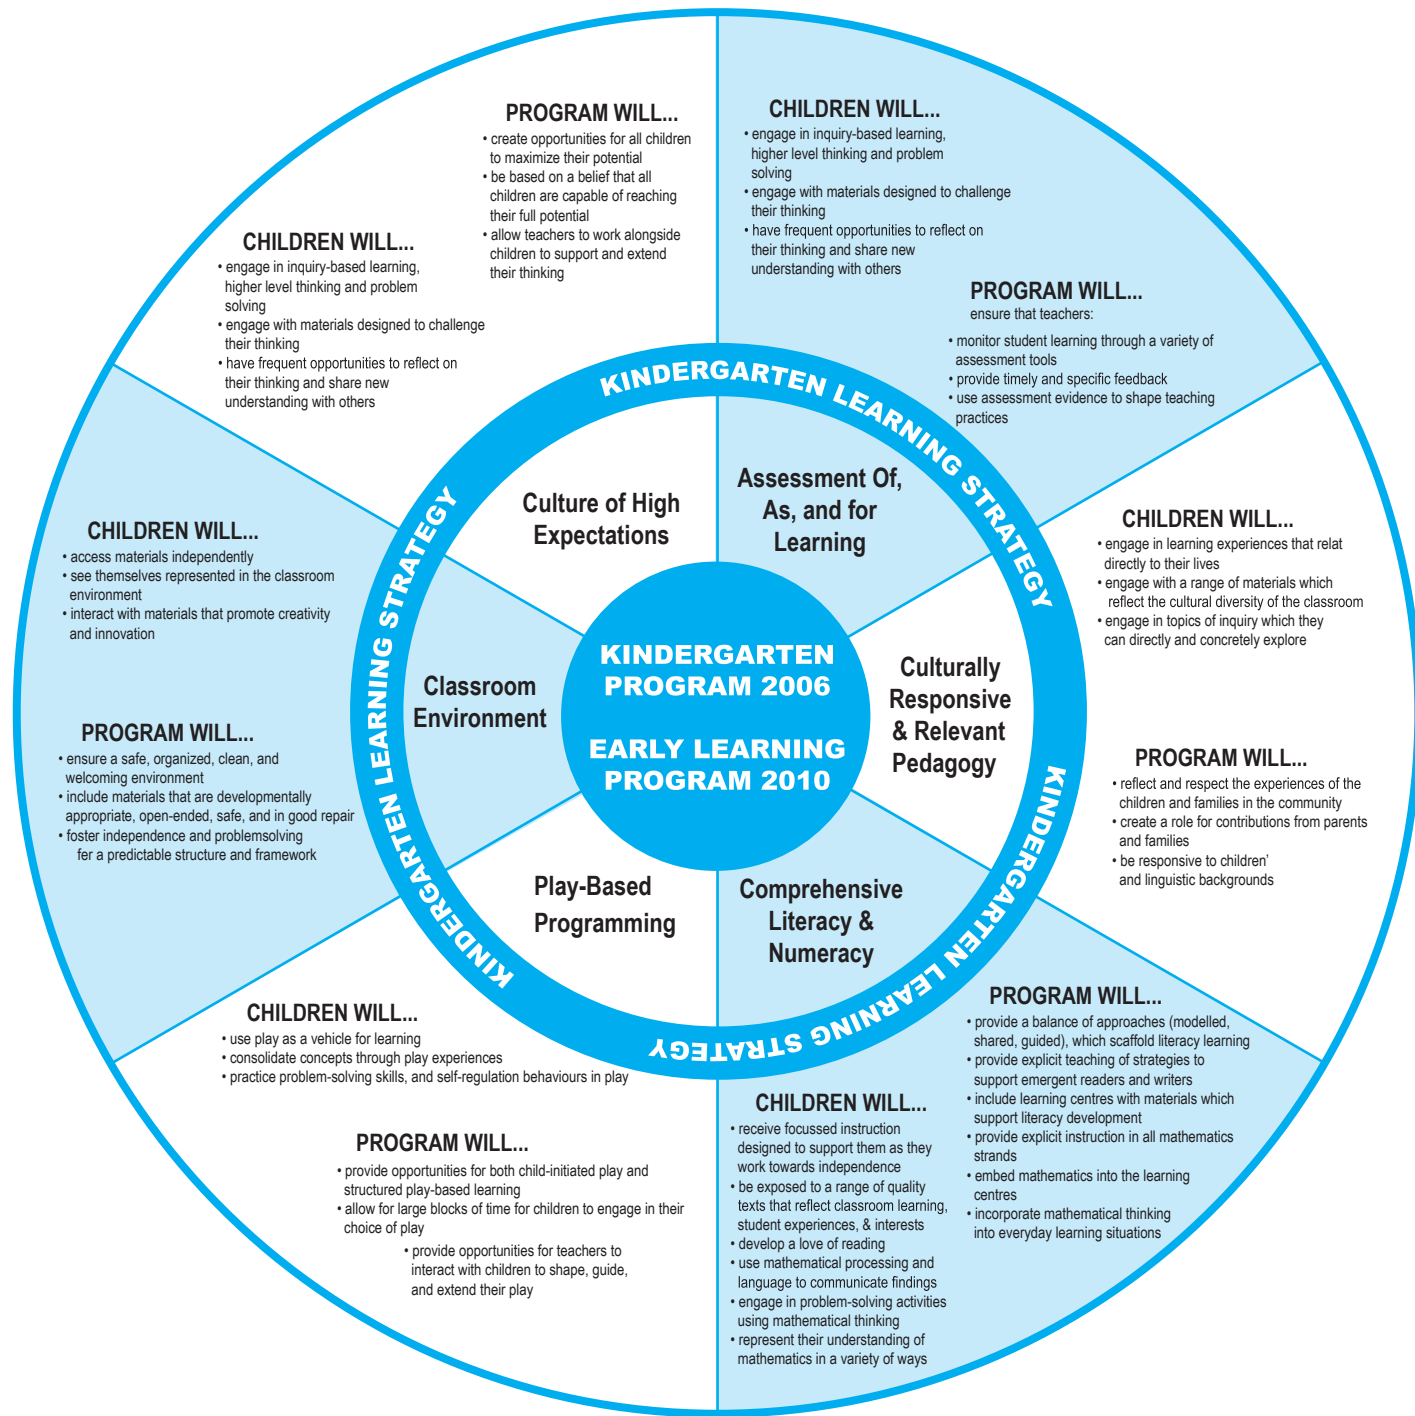 PROGRAM WILL...
• create opportunities for all children
to maximize their potential
• be based on a belief that all
children are capable of reaching
their full potential
• allow teachers to work alongside
children to support and extend
their thinking
CHILDREN WILL...
• engage in inquiry-based learning,
higher level thinking and problem
solving
• engage with materials designed to challenge
their thinking
• have frequent opportunities to reflect on
their thinking and share new
understanding with others
CHILDREN WILL...
• engage in inquiry-based learning,
higher level thinking and problem
solving
• engage with materials designed to challenge
their thinking
• have frequent opportunities to reflect on
their thinking and share new
understanding with others
PROGRAM WILL...
ensure that teachers:
• monitor student learning through a variety of
assessment tools
• provide timely and specific feedback
• use assessment evidence to shape teaching
practices
CHILDREN WILL...
• engage in learning experiences that relat
directly to their lives
• engage with a range of materials which
reflect the cultural diversity of the classroom
• engage in topics of inquiry which they
can directly and concretely explore
PROGRAM WILL...
• reflect and respect the experiences of the
children and families in the community
• create a role for contributions from parents
and families
• be responsive to children’
and linguistic backgrounds
PROGRAM WILL...
• provide a balance of approaches (modelled,
shared, guided), which scaffold literacy learning
• provide explicit teaching of strategies to
support emergent readers and writers
• include learning centres with materials which
support literacy development
• provide explicit instruction in all mathematics
strands
• embed mathematics into the learning
centres
• incorporate mathematical thinking
into everyday learning situations
CHILDREN WILL...
• receive focussed instruction
designed to support them as they
work towards independence
• be exposed to a range of quality
texts that reflect classroom learning,
student experiences, & interests
• develop a love of reading
• use mathematical processing and
language to communicate findings
• engage in problem-solving activities
using mathematical thinking
• represent their understanding of
mathematics in a variety of ways
CHILDREN WILL...
• use play as a vehicle for learning
• consolidate concepts through play experiences
• practice problem-solving skills, and self-regulation behaviours in play
PROGRAM WILL...
• provide opportunities for both child-initiated play and
structured play-based learning
• allow for large blocks of time for children to engage in their
choice of play
• provide opportunities for teachers to
interact with children to shape, guide,
and extend their play
CHILDREN WILL...
• access materials independently
• see themselves represented in the classroom
environment
• interact with materials that promote creativity
and innovation
PROGRAM WILL...
• ensure a safe, organized, clean, and
welcoming environment
• include materials that are developmentally
appropriate, open-ended, safe, and in good repair
• foster independence and problemsolving
fer a predictable structure and framework
KINDERGARTEN LEARNING STRATEGY
KINDERGARTEN LEARNING STRATEGY
KINDERGARTEN LEARNING STRATEGY
Culture of High
Expectations
Assessment Of,
As, and for
Learning
Culturally
Responsive
& Relevant
Pedagogy
Comprehensive
Literacy &
Numeracy
Play-Based
Programming
Classroom
Environment
KINDERGARTEN
PROGRAM 2006
EARLY LEARNING
PROGRAM 2010